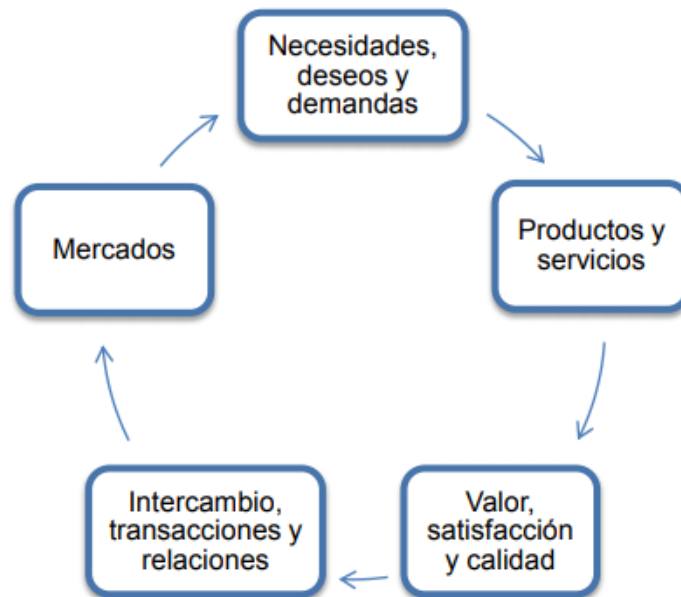 Necesidades,
deseos y
demandas
Productos y
servicios
Valor,
satisfacción
y calidad
Intercambio,
transacciones y
relaciones
Mercados